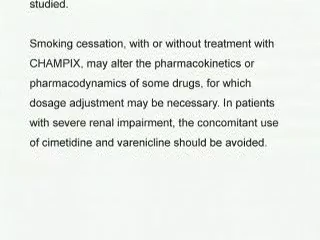 studied.
Smoking cessation, with or without treatment with
CHAMPIX, may alter the pharmacokinetics or
pharmacodynamics of some drugs, for which
dosage adjustment may be necessary. In patients
with severe renal impairment, the concomitant use
of cimetidine and varenicline should be avoided.